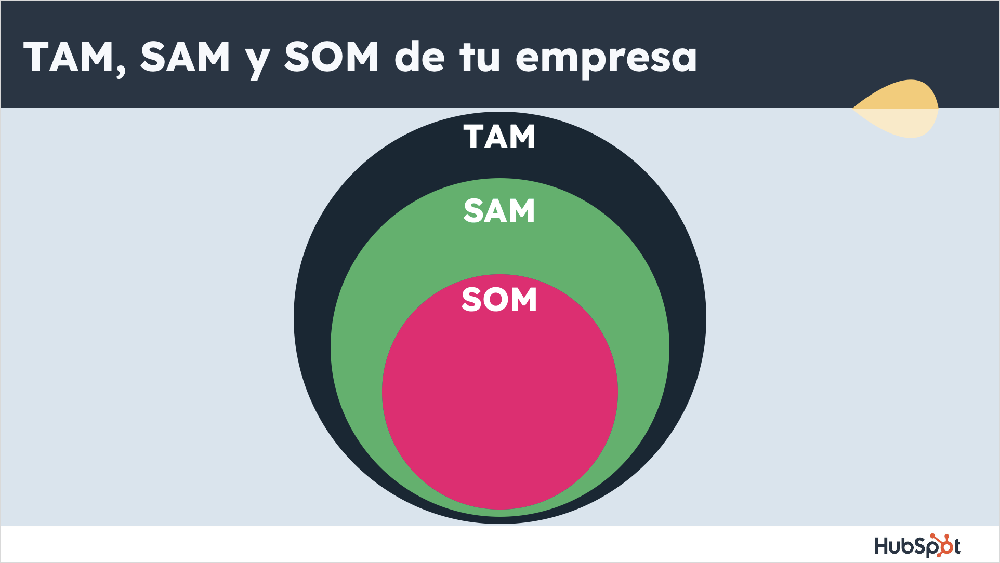 TAM, SAM y SOM de tu empresa
TAM
SAM
SOM
HubSpot